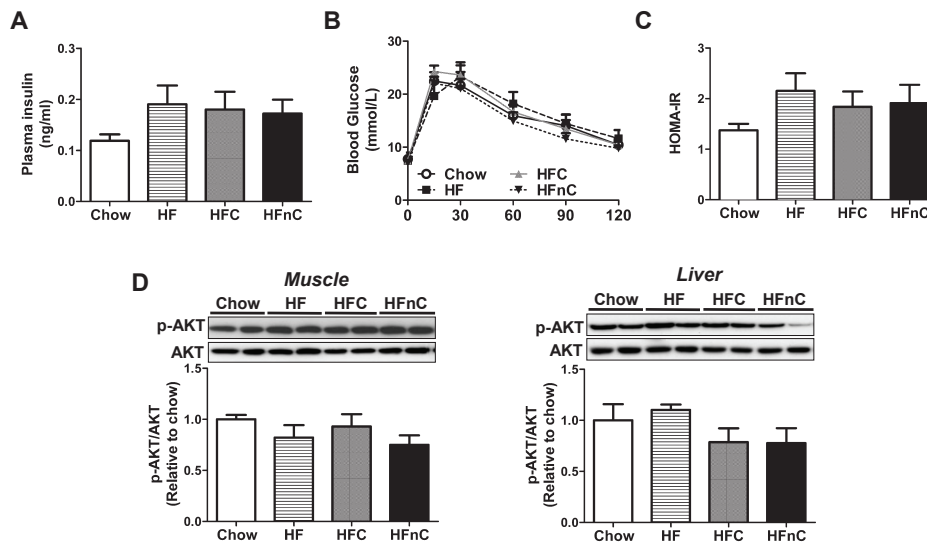 A
Plasma insulin
(ng/ml)
0.3
0.2
0.1
0.0
Chow HF HFC HFnC
B
Blood Glucose
(mmol/L)
30
20
10
0
Chow HFC
HF HFnC
0 30 60 90 120
C
HOMA-IR
3
2
1
0
Chow HF HFC HFnC
D
Muscle
Chow HF HFC HFnC
p-AKT
AKT
p-AKT/AKT
(Relative to chow)
1.5
1.0
0.5
0.0
Chow HF HFC HFnC
Liver
Chow HF HFC HFnC
p-AKT
AKT
p-AKT/AKT
(Relative to chow)
1.5
1.0
0.5
0.0
Chow HF HFC HFnC